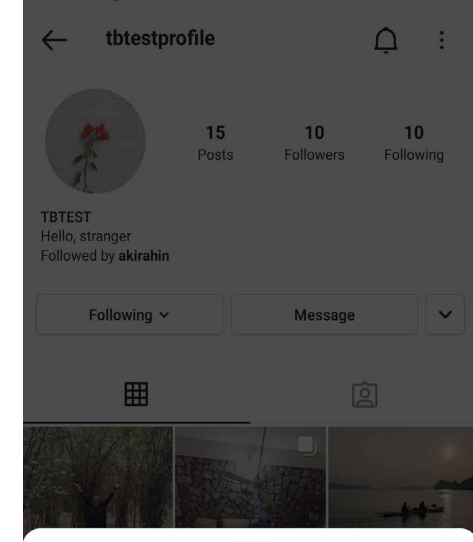 tbtestprofile
15 10 10
Posts Followers Following
TBTEST
Hello, stranger
Followed by akirahin
Following Message